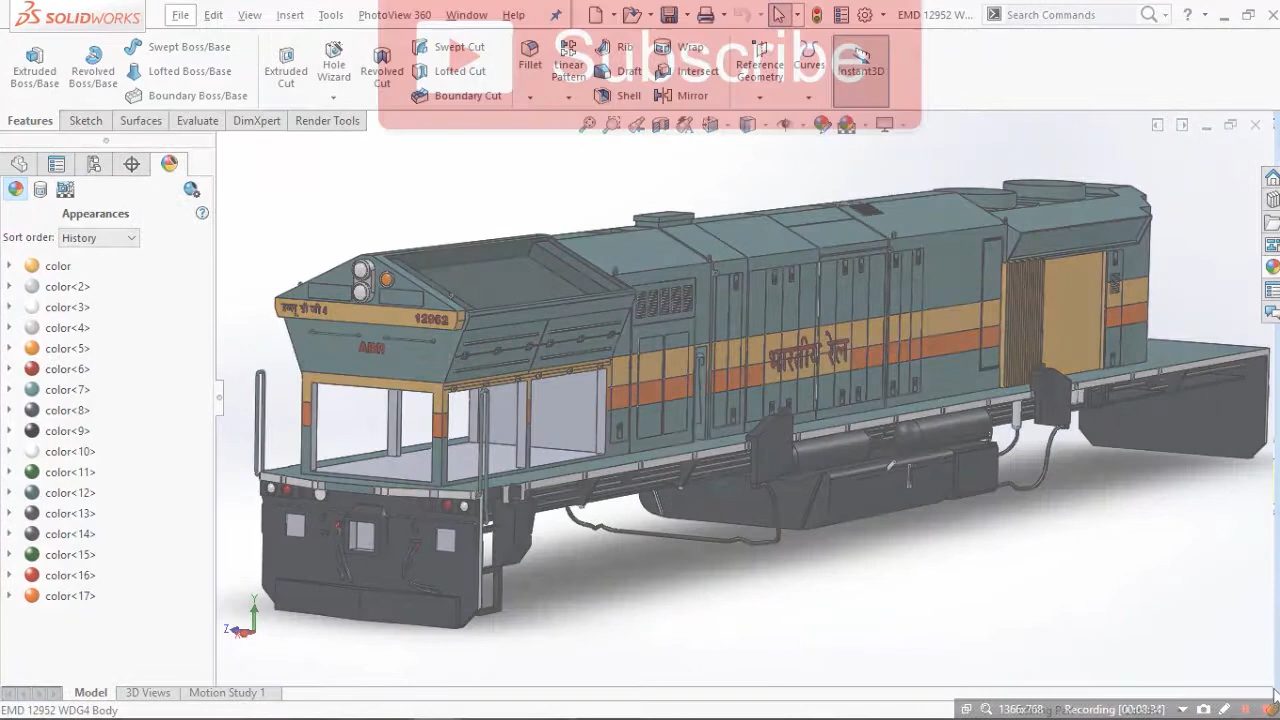 SOLIDWORKS
File Edit View Insert Tools PhotoView 360 Window Help
EMD 12952 W...
Search Commands
Extruded Boss/Base
Revolved Boss/Base
Swept Boss/Base
Lofted Boss/Base
Boundary Boss/Base
Extruded Cut
Hole Wizard
Revolved Cut
Swept Cut
Lofted Cut
Boundary Cut
Fillet
Linear Pattern
Rib
Draft
Shell
Wrap
Intersect
Mirror
Reference Geometry
Curves
Instant3D
Subscribe
Features Sketch Surfaces Evaluate DimXpert Render Tools
Appearances
Sort order: History
color
color<2>
color<3>
color<4>
color<5>
color<6>
color<7>
color<8>
color<9>
color<10>
color<11>
color<12>
color<13>
color<14>
color<15>
color<16>
color<17>
12952
भारतीय रेल
Y
Z
Model 3D Views Motion Study 1
EMD 12952 WDG4 Body
1366x768 Recording [00:08:34]